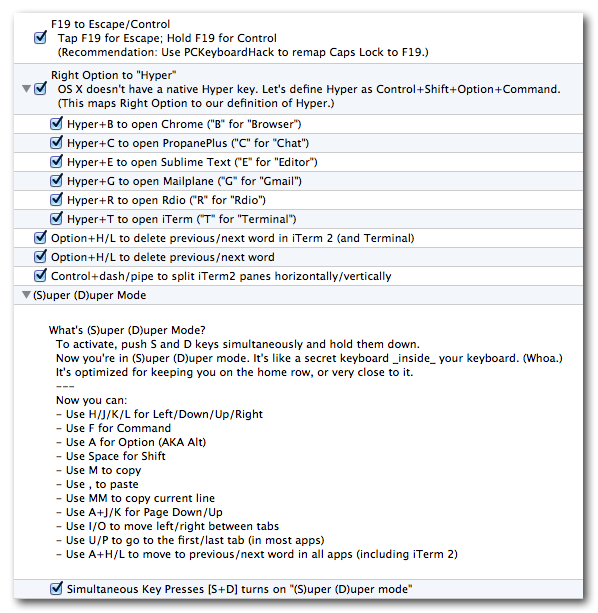 F19 to Escape/Control
Tap F19 for Escape; Hold F19 for Control
(Recommendation: Use PCKeyboardHack to remap Caps Lock to F19.)
Right Option to "Hyper"
OS X doesn't have a native Hyper key. Let's define Hyper as Control+Shift+Option+Command.
(This maps Right Option to our definition of Hyper.)
Hyper+B to open Chrome ("B" for "Browser")
Hyper+C to open PropanePlus ("C" for "Chat")
Hyper+E to open Sublime Text ("E" for "Editor")
Hyper+G to open Mailplane ("G" for "Gmail")
Hyper+R to open Rdio ("R" for "Rdio")
Hyper+T to open iTerm ("T" for "Terminal")
Option+H/L to delete previous/next word in iTerm 2 (and Terminal)
Option+H/L to delete previous/next word
Control+dash/pipe to split iTerm2 panes horizontally/vertically
(S)uper (D)uper Mode
What's (S)uper (D)uper Mode?
To activate, push S and D keys simultaneously and hold them down.
Now you're in (S)uper (D)uper mode. It's like a secret keyboard _inside_ your keyboard. (Whoa.)
It's optimized for keeping you on the home row, or very close to it.
---
Now you can:
- Use H/J/K/L for Left/Down/Up/Right
- Use F for Command
- Use A for Option (AKA Alt)
- Use Space for Shift
- Use M to copy
- Use , to paste
- Use MM to copy current line
- Use A+J/K for Page Down/Up
- Use I/O to move left/right between tabs
- Use U/P to go to the first/last tab (in most apps)
- Use A+H/L to move to previous/next word in all apps (including iTerm 2)
Simultaneous Key Presses [S+D] turns on "(S)uper (D)uper mode"